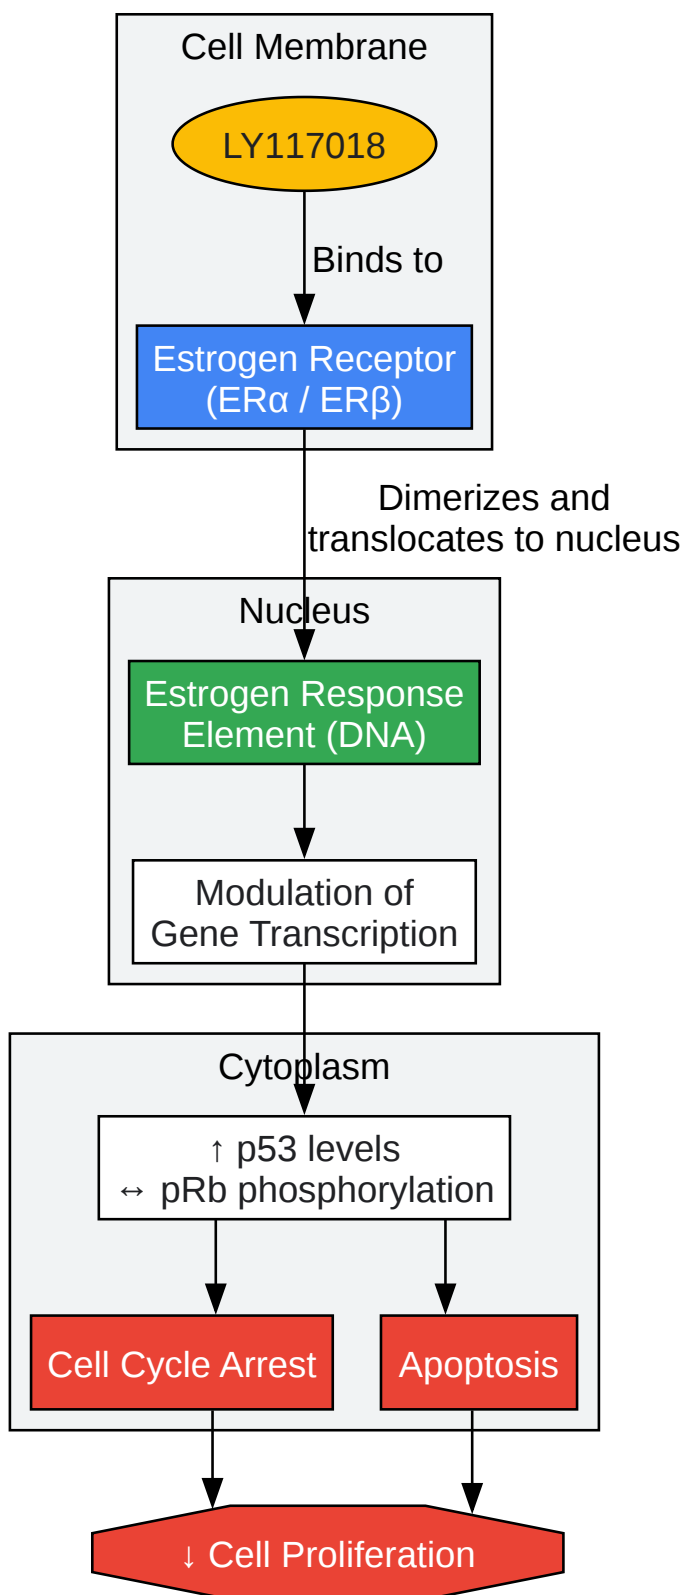 Cell Membrane
LY117018
Binds to
Estrogen Receptor
(ERα / ERβ)
Dimerizes and
translocates to nucleus
Nucleus
Estrogen Response
Element (DNA)
Modulation of
Gene Transcription
Cytoplasm
↑ p53 levels
↔ pRb phosphorylation
Cell Cycle Arrest
Apoptosis
↓ Cell Proliferation